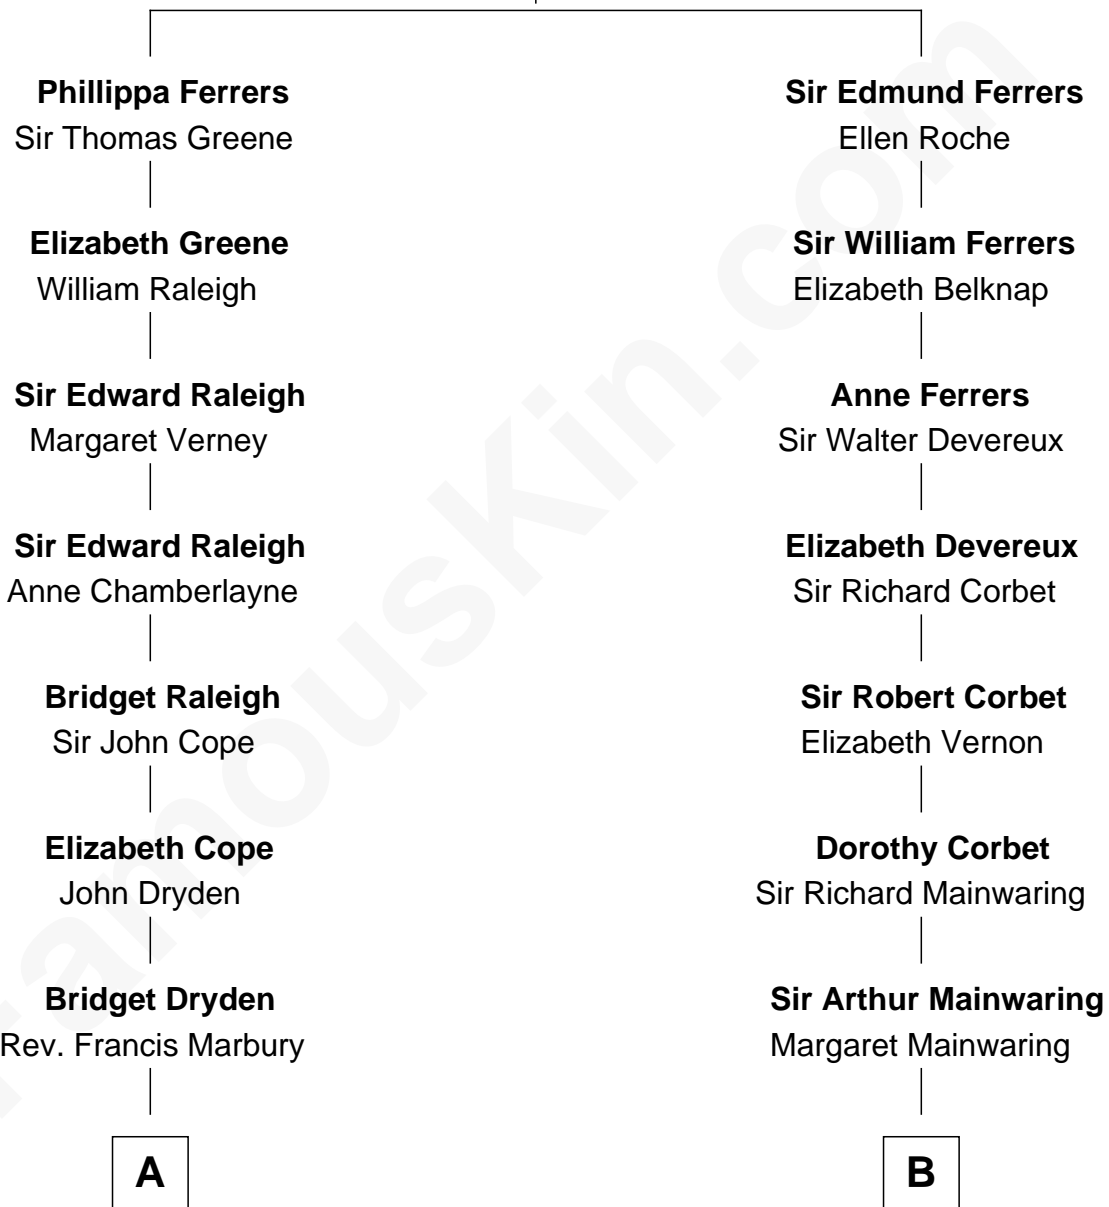 Phillippa Ferrers
Sir Thomas Greene
Elizabeth Greene
William Raleigh
Sir Edward Raleigh
Margaret Verney
Sir Edward Raleigh
Anne Chamberlayne
Bridget Raleigh
Sir John Cope
Elizabeth Cope
John Dryden
Bridget Dryden
Rev. Francis Marbury
A
Sir Edmund Ferrers
Ellen Roche
Sir William Ferrers
Elizabeth Belknap
Anne Ferrers
Sir Walter Devereux
Elizabeth Devereux
Sir Richard Corbet
Sir Robert Corbet
Elizabeth Vernon
Dorothy Corbet
Sir Richard Mainwaring
Sir Arthur Mainwaring
Margaret Mainwaring
B
FamousKin.com